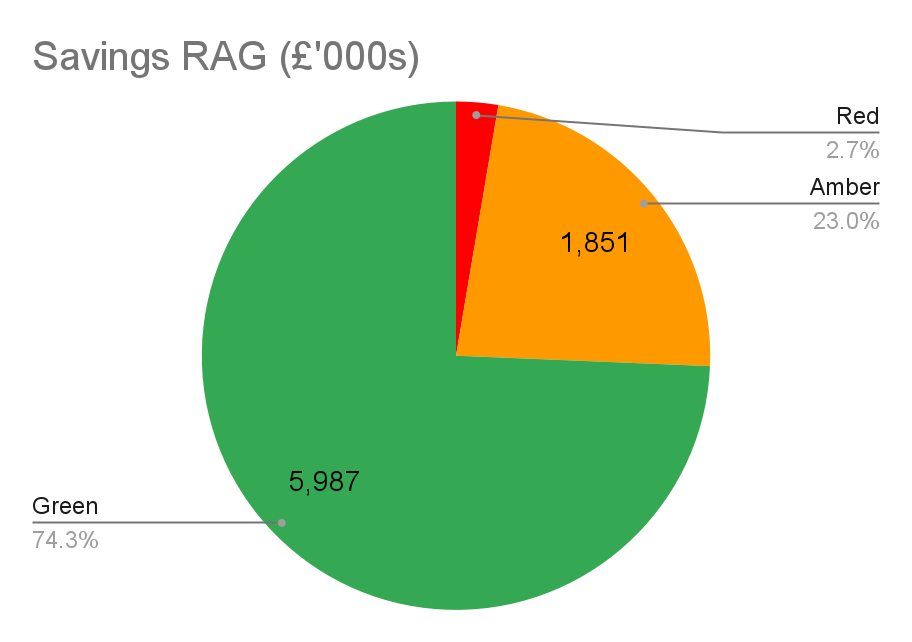 Savings RAG (£'000s)
Red
2.7%
Amber
23.0%
1,851
5,987
Green
74.3%